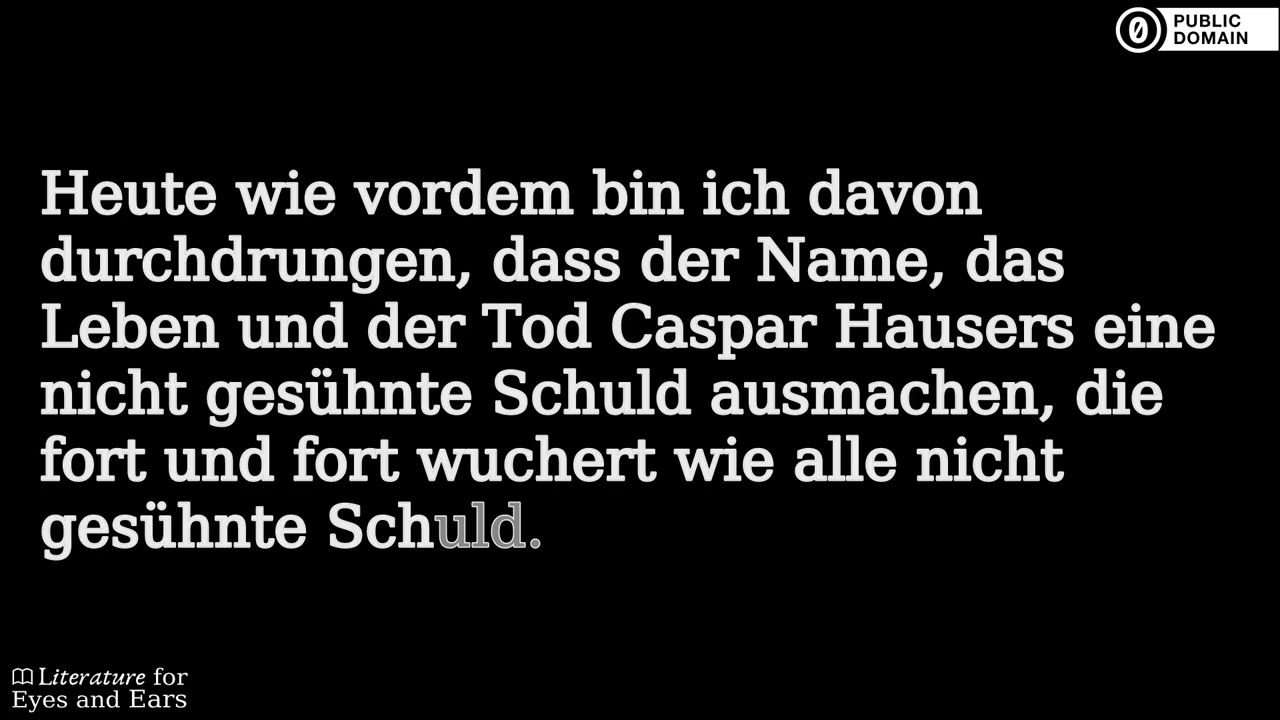 PUBLIC
DOMAIN
Heute wie vordem bin ich davon
durchdrungen, dass der Name, das
Leben und der Tod Caspar Hausers eine
nicht gesühnte Schuld ausmachen, die
fort und fort wuchert wie alle nicht
gesühnte Schuld.
Literature for
Eyes and Ears